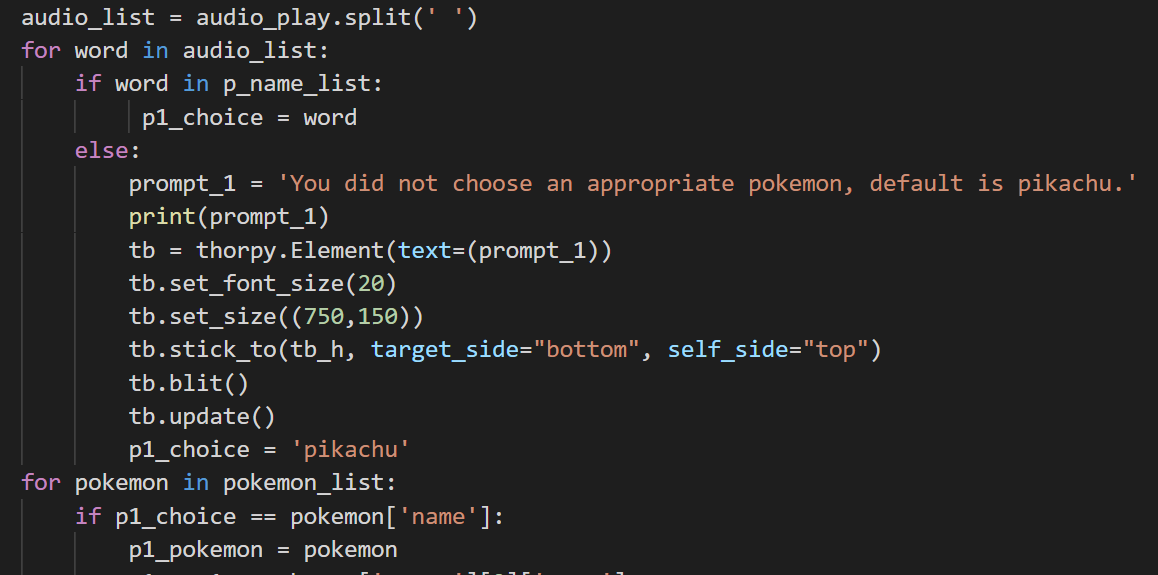 audio_list = audio_play.split(' ')
for word in audio_list:
    if word in p_name_list:
         p1_choice = word
    else:
        prompt_1 = 'You did not choose an appropriate pokemon, default is pikachu.'
        print(prompt_1)
        tb = thorpy.Element(text=(prompt_1))
        tb.set_font_size(20)
        tb.set_size((750,150))
        tb.stick_to(tb_h, target_side="bottom", self_side="top")
        tb.blit()
        tb.update()
        p1_choice = 'pikachu'
for pokemon in pokemon_list:
    if p1_choice == pokemon['name']:
        p1_pokemon = pokemon